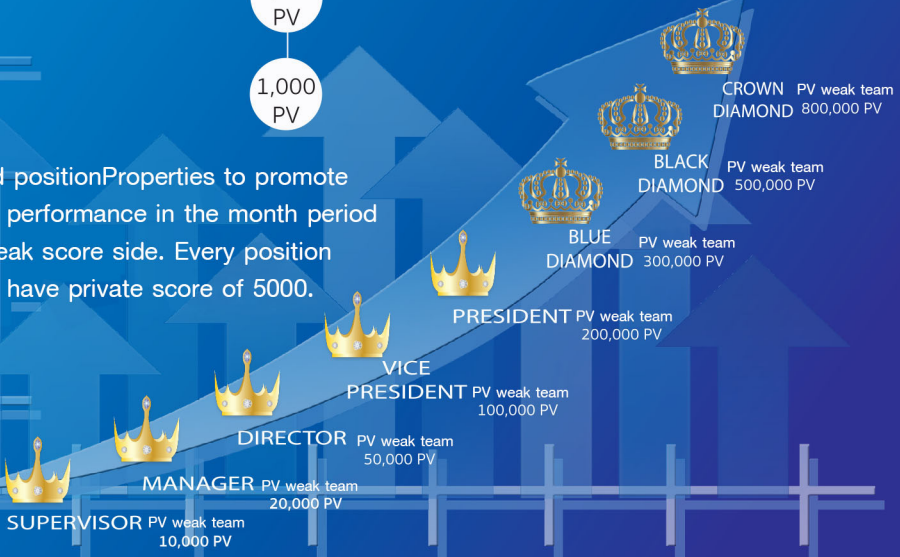 PV
1,000
PV
positionProperties to promote
performance in the month period
score side. Every position
have private score of 5000.
CROWN
DIAMOND
PV weak team
800,000 PV
BLACK
DIAMOND
PV weak team
500,000 PV
BLUE
DIAMOND
PV weak team
300,000 PV
PRESIDENT
PV weak team
200,000 PV
VICE
PRESIDENT
PV weak team
100,000 PV
DIRECTOR
PV weak team
50,000 PV
MANAGER
PV weak team
20,000 PV
SUPERVISOR
PV weak team
10,000 PV